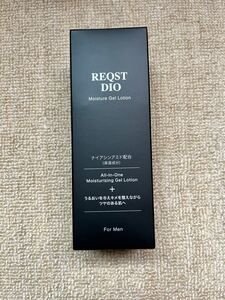 REQST
DIO
Moisture Gel Lotion
ナイアシンアミド配合
(保湿成分)
All-In-One
Moisturising Gel Lotion
+
うるおいを与えキメを整えながら
ツヤのある肌へ
For Men